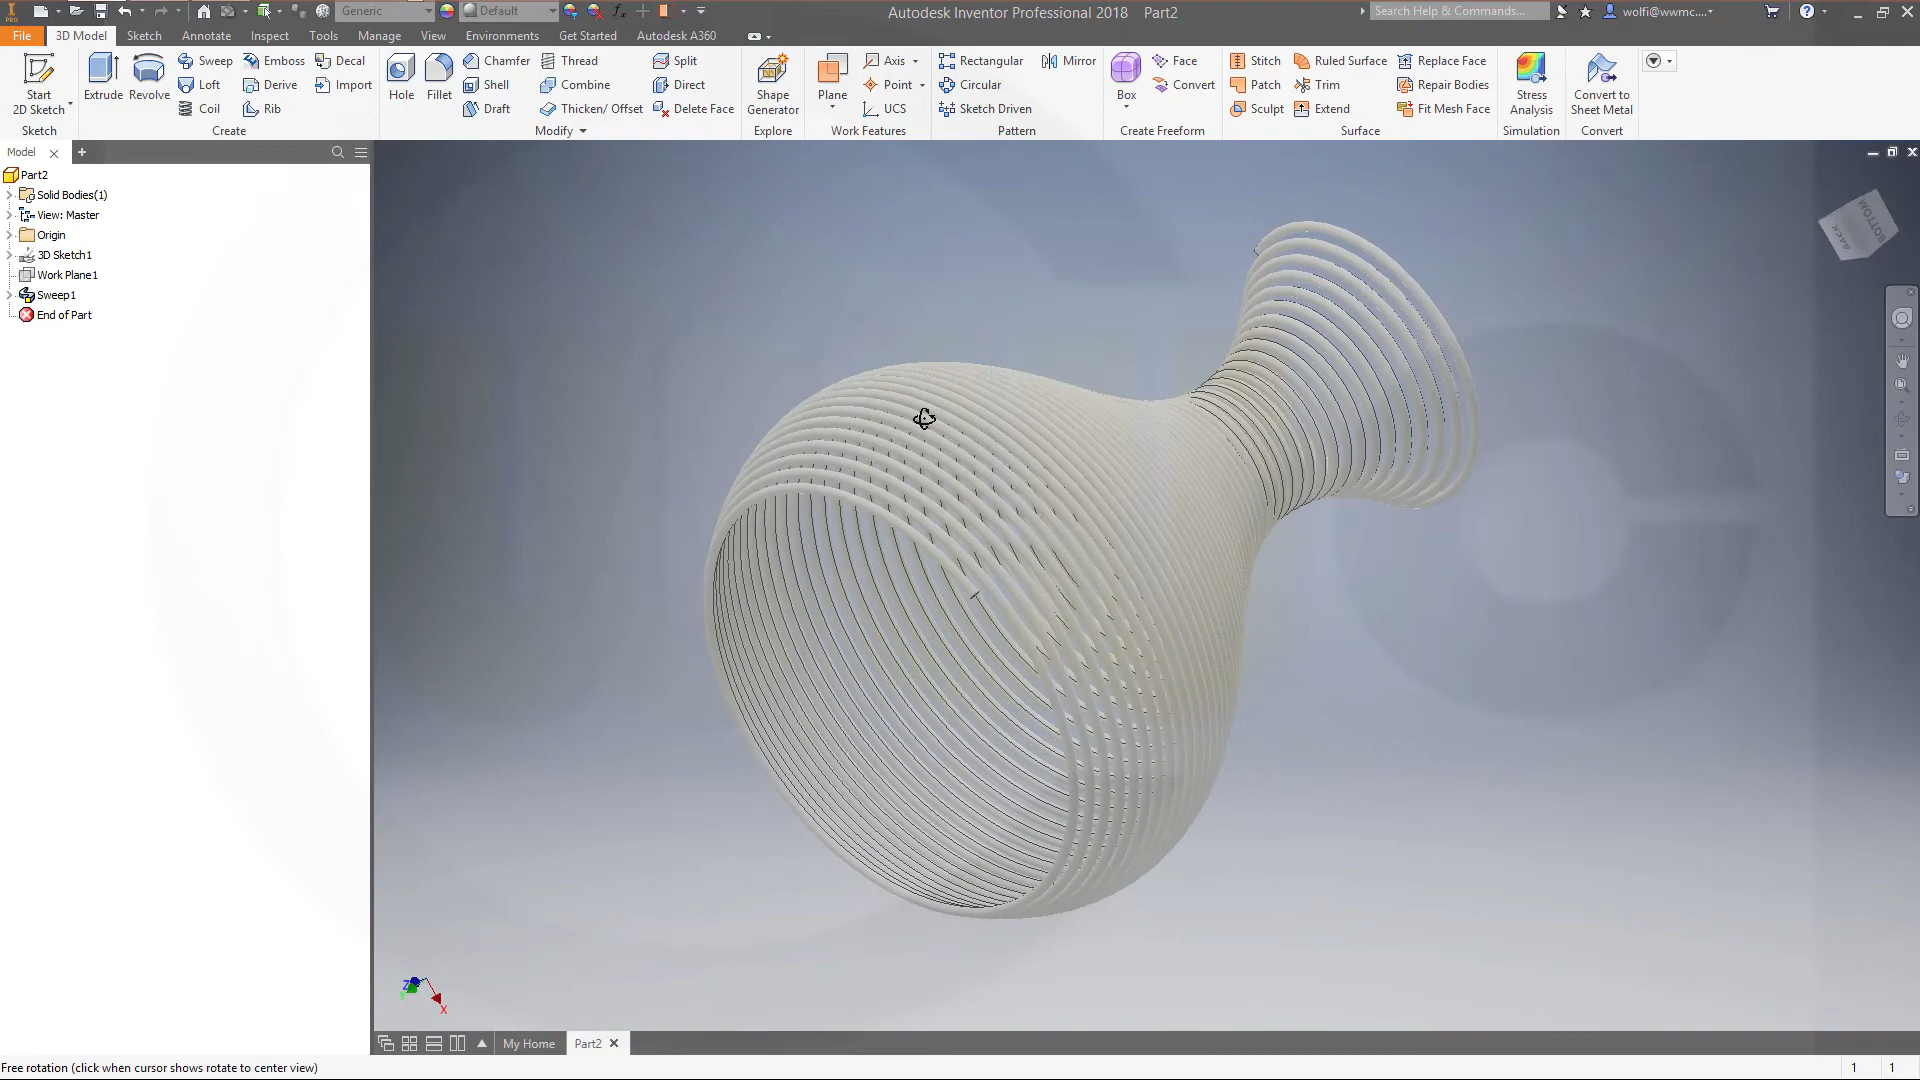 Generic
Default
Autodesk Inventor Professional 2018 Part2
Search Help & Commands...
wolfi@wwmc....
PRO
File 3D Model Sketch Annotate Inspect Tools Manage View Environments Get Started Autodesk A360
Start
2D Sketch
Sketch
Extrude
Revolve
Sweep
Loft
Coil
Emboss
Derive
Rib
Decal
Import
Create
Hole
Fillet
Chamfer
Shell
Draft
Thread
Combine
Thicken/ Offset
Split
Direct
Delete Face
Modify
Shape
Generator
Explore
Plane
Axis
Point
UCS
Work Features
Rectangular
Circular
Sketch Driven
Mirror
Pattern
Box
Face
Convert
Create Freeform
Stitch
Patch
Sculpt
Ruled Surface
Trim
Extend
Replace Face
Repair Bodies
Fit Mesh Face
Surface
Stress
Analysis
Simulation
Convert to
Sheet Metal
Convert
Model
Part2
Solid Bodies(1)
View: Master
Origin
3D Sketch1
Work Plane1
Sweep1
End of Part
BACK
BOTTOM
Z
Y
X
My Home
Part2
Free rotation (click when cursor shows rotate to center view)
1 1